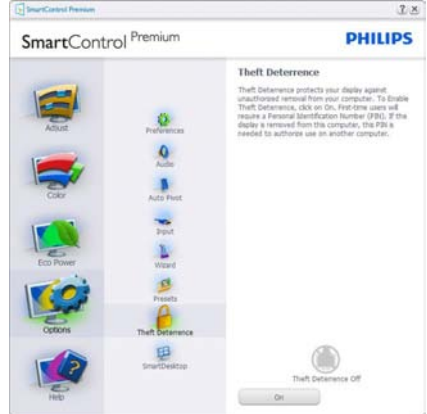 SmartControl Premium
SmartControl Premium
PHILIPS
Adjust
Color
Eco Power
Options
Help
Preferences
Audio
Auto Pivot
Input
Wizard
Presets
Theft Deterrence
SmartDesktop
Theft Deterrence
Theft Deterrence protects your display against
unauthorized removal from your computer. To Enable
Theft Deterrence, click on On. First-time users will
require a Personal Identification Number (PIN). If the
display is removed from this computer, this PIN is
needed to authorize use on another computer.
Theft Deterrence Off
On